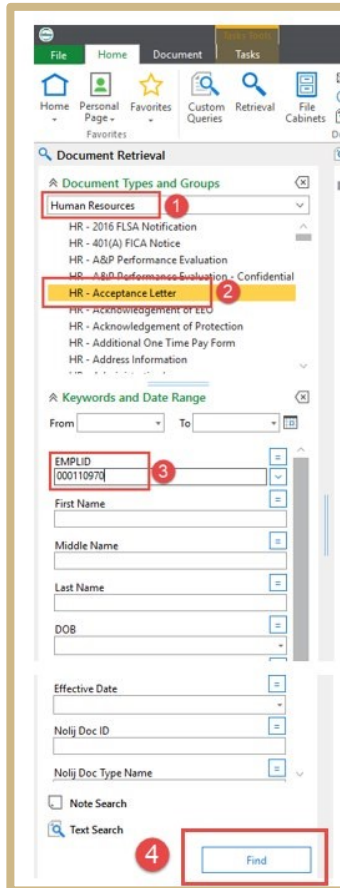 Tasks Tools
File Home Document Tasks
Home Personal Page Favorites Custom Queries Retrieval File Cabinets
Favorites
Document Retrieval
Document Types and Groups
Human Resources 1
HR - 2016 FLSA Notification
HR - 401(A) FICA Notice
HR - A&P Performance Evaluation
HR - A&P Performance Evaluation - Confidential
HR - Acceptance Letter 2
HR - Acknowledgement of EEO
HR - Acknowledgement of Protection
HR - Additional One Time Pay Form
HR - Address Information
Keywords and Date Range
From To
EMPLID
000110970 3
First Name
Middle Name
Last Name
DOB
Effective Date
Nolij Doc ID
Nolij Doc Type Name
Note Search
Text Search
4 Find